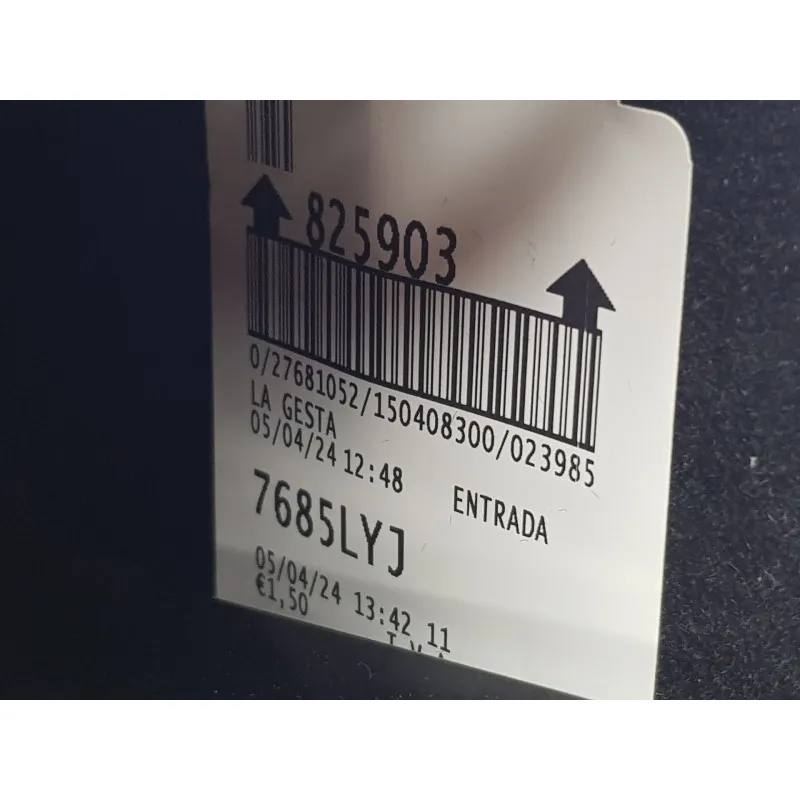 825903
0/27681052/150408300/023985
LA GESTA
05/04/24 12:48
ENTRADA
7685LYJ
05/04/24 13:42 11
€1,50